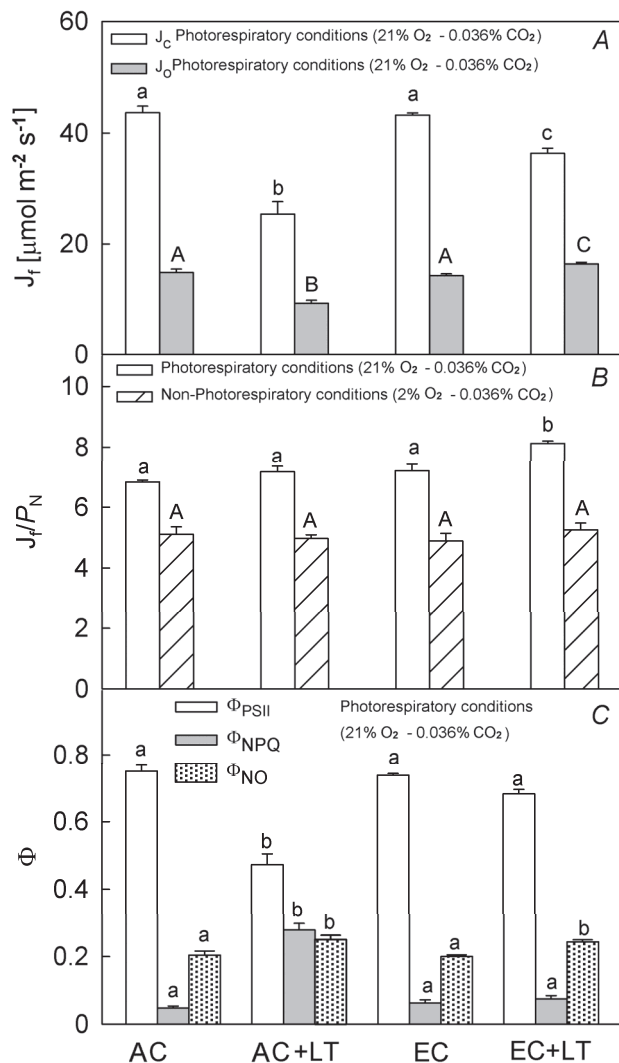 60
J_C Photorespiratory conditions (21% O₂ - 0.036% CO₂)
A
J_O Photorespiratory conditions (21% O₂ - 0.036% CO₂)
a
a
c
40
b
20
A
B
A
C
0
J_f [μmol m⁻² s⁻¹]
Photorespiratory conditions (21% O₂ - 0.036% CO₂)
B
10
Non-Photorespiratory conditions (2% O₂ - 0.036% CO₂)
8
a
a
a
b
6
A
A
A
A
4
2
0
J_f/P_N
Φ_PSII
Photorespiratory conditions
C
Φ_NPQ
(21% O₂ - 0.036% CO₂)
Φ_NO
0.8
a
a
a
0.6
b
0.4
b
b
0.2
a
a
b
a
a
a
0
Φ
AC
AC+LT
EC
EC+LT